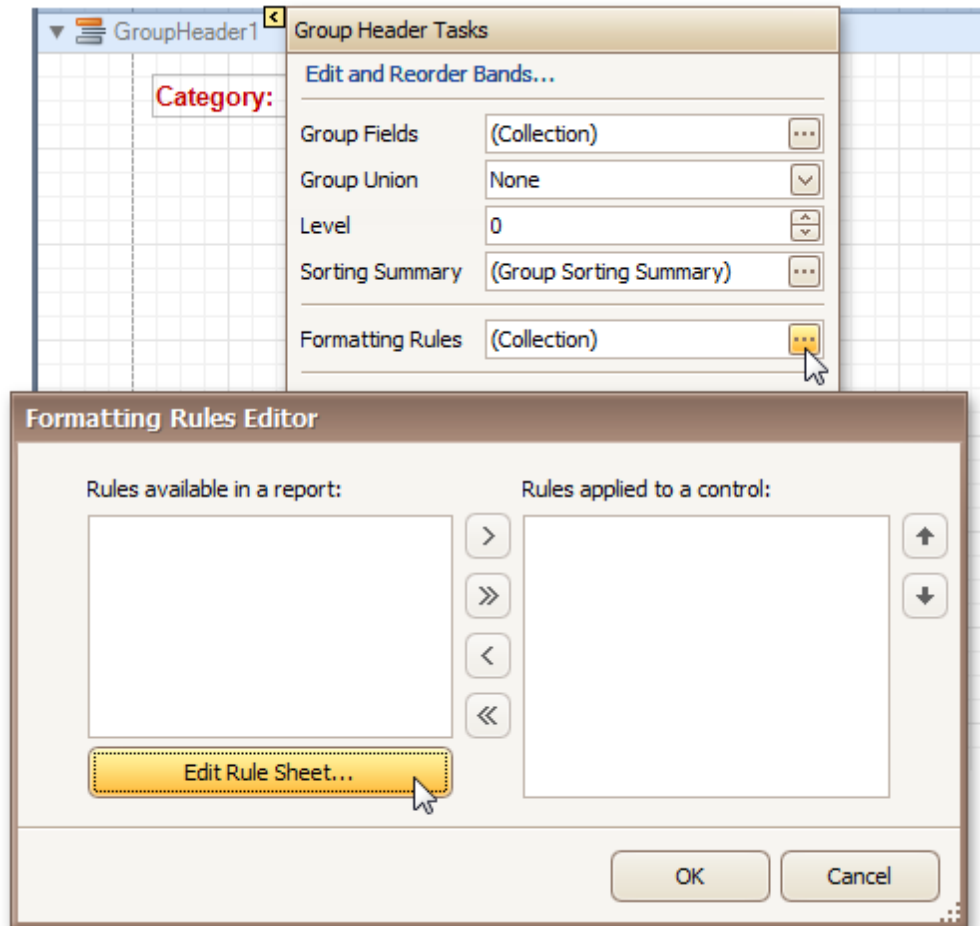 GroupHeader1
Group Header Tasks
Edit and Reorder Bands...
Category:
Group Fields (Collection)
Group Union None
Level 0
Sorting Summary (Group Sorting Summary)
Formatting Rules (Collection)
Formatting Rules Editor
Rules available in a report: Rules applied to a control:
Edit Rule Sheet...
OK Cancel